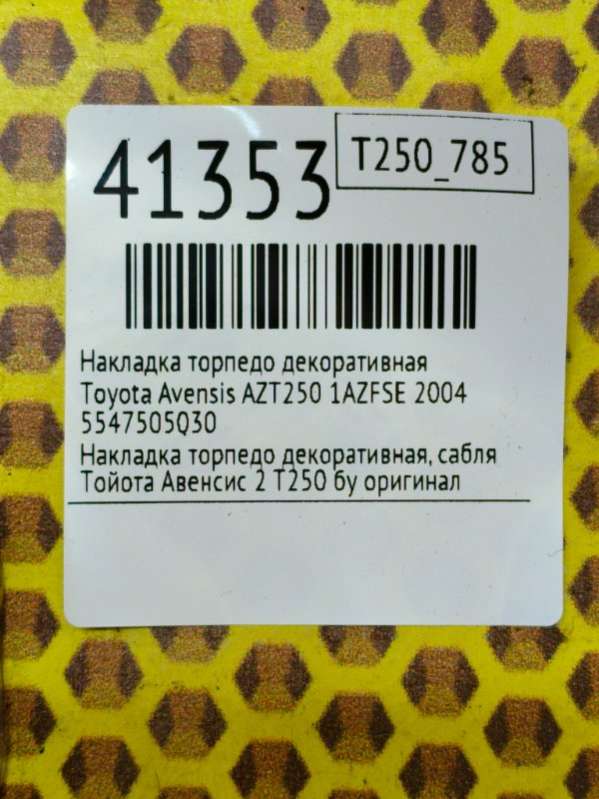 41353
T250_785
Накладка торпедо декоративная
Toyota Avensis AZT250 1AZFSE 2004
5547505Q30
Накладка торпедо декоративная, сабля
Тойота Авенсис 2 Т250 бу оригинал